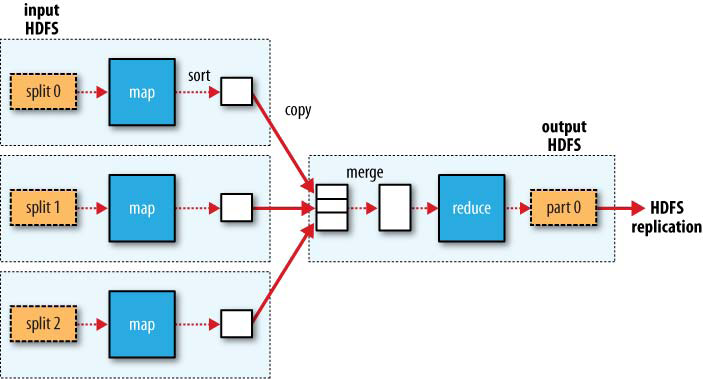 input
HDFS
split 0
map
sort
copy
split 1
map
split 2
map
merge
reduce
output
HDFS
part 0
HDFS
replication